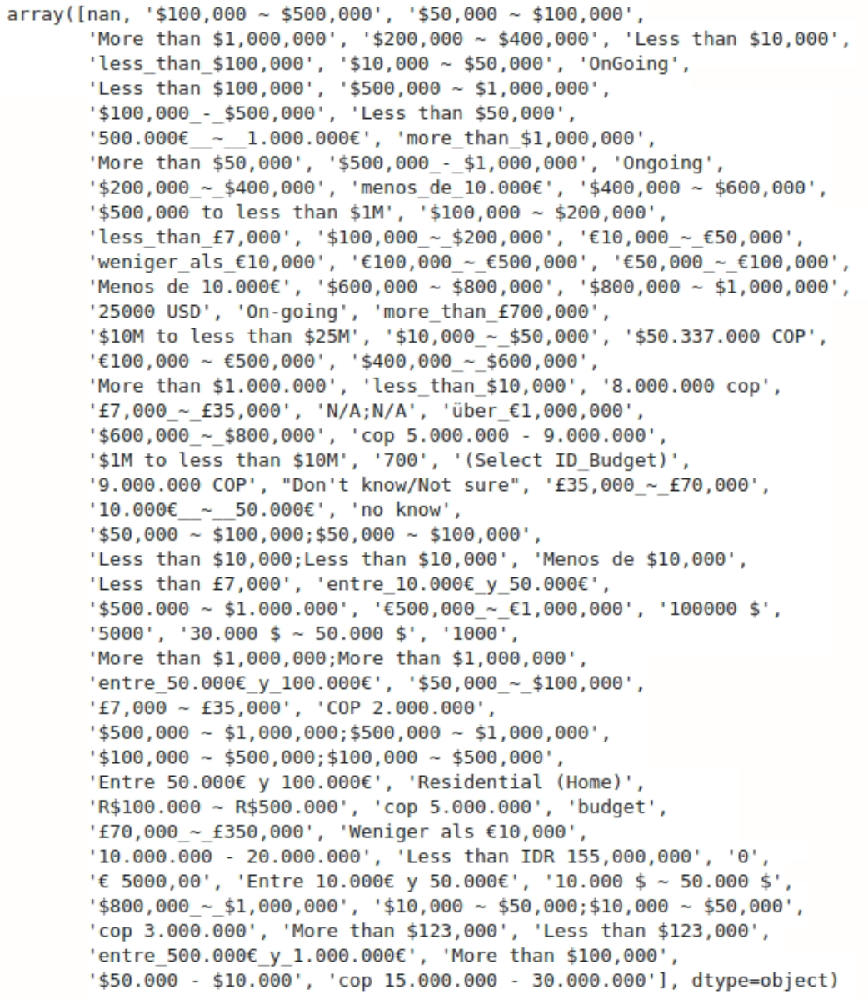 array([nan, '$100,000 ~ $500,000', '$50,000 ~ $100,000',
'More than $1,000,000', '$200,000 ~ $400,000', 'Less than $10,000',
'less_than_$100,000', '$10,000 ~ $50,000', 'OnGoing',
'Less than $100,000', '$500,000 ~ $1,000,000',
'$100,000_-_$500,000', 'Less than $50,000',
'500.000€__~__1.000.000€', 'more_than_$1,000,000',
'More than $50,000', '$500,000_-_$1,000,000', 'Ongoing',
'$200,000_~_$400,000', 'menos_de_10.000€', '$400,000 ~ $600,000',
'$500,000 to less than $1M', '$100,000 ~ $200,000',
'less_than_£7,000', '$100,000_~_$200,000', '€10,000_~_€50,000',
'weniger_als_€10,000', '€100,000_~_€500,000', '€50,000_~_€100,000',
'Menos de 10.000€', '$600,000 ~ $800,000', '$800,000 ~ $1,000,000',
'25000 USD', 'On-going', 'more_than_£700,000',
'$10M to less than $25M', '$10,000_~_$50,000', '$50.337.000 COP',
'€100,000 ~ €500,000', '$400,000_~_$600,000',
'More than $1.000.000', 'less_than_$10,000', '8.000.000 cop',
'£7,000_~_£35,000', 'N/A;N/A', 'über_€1,000,000',
'$600,000_~_$800,000', 'cop 5.000.000 - 9.000.000',
'$1M to less than $10M', '700', '(Select ID_Budget)',
'9.000.000 COP', "Don't know/Not sure", '£35,000_~_£70,000',
'10.000€__~__50.000€', 'no know',
'$50,000 ~ $100,000;$50,000 ~ $100,000',
'Less than $10,000;Less than $10,000', 'Menos de $10,000',
'Less than £7,000', 'entre_10.000€_y_50.000€',
'$500.000 ~ $1.000.000', '€500,000_~_€1,000,000', '100000 $',
'5000', '30.000 $ ~ 50.000 $', '1000',
'More than $1,000,000;More than $1,000,000',
'entre_50.000€_y_100.000€', '$50,000_~_$100,000',
'£7,000 ~ £35,000', 'COP 2.000.000',
'$500,000 ~ $1,000,000;$500,000 ~ $1,000,000',
'$100,000 ~ $500,000;$100,000 ~ $500,000',
'Entre 50.000€ y 100.000€', 'Residential (Home)',
'R$100.000 ~ R$500.000', 'cop 5.000.000', 'budget',
'£70,000_~_£350,000', 'Weniger als €10,000',
'10.000.000 - 20.000.000', 'Less than IDR 155,000,000', '0',
'€ 5000,00', 'Entre 10.000€ y 50.000€', '10.000 $ ~ 50.000 $',
'$800,000_~_$1,000,000', '$10,000 ~ $50,000;$10,000 ~ $50,000',
'cop 3.000.000', 'More than $123,000', 'Less than $123,000',
'entre_500.000€_y_1.000.000€', 'More than $100,000',
'$50.000 - $10.000', 'cop 15.000.000 - 30.000.000'], dtype=object)